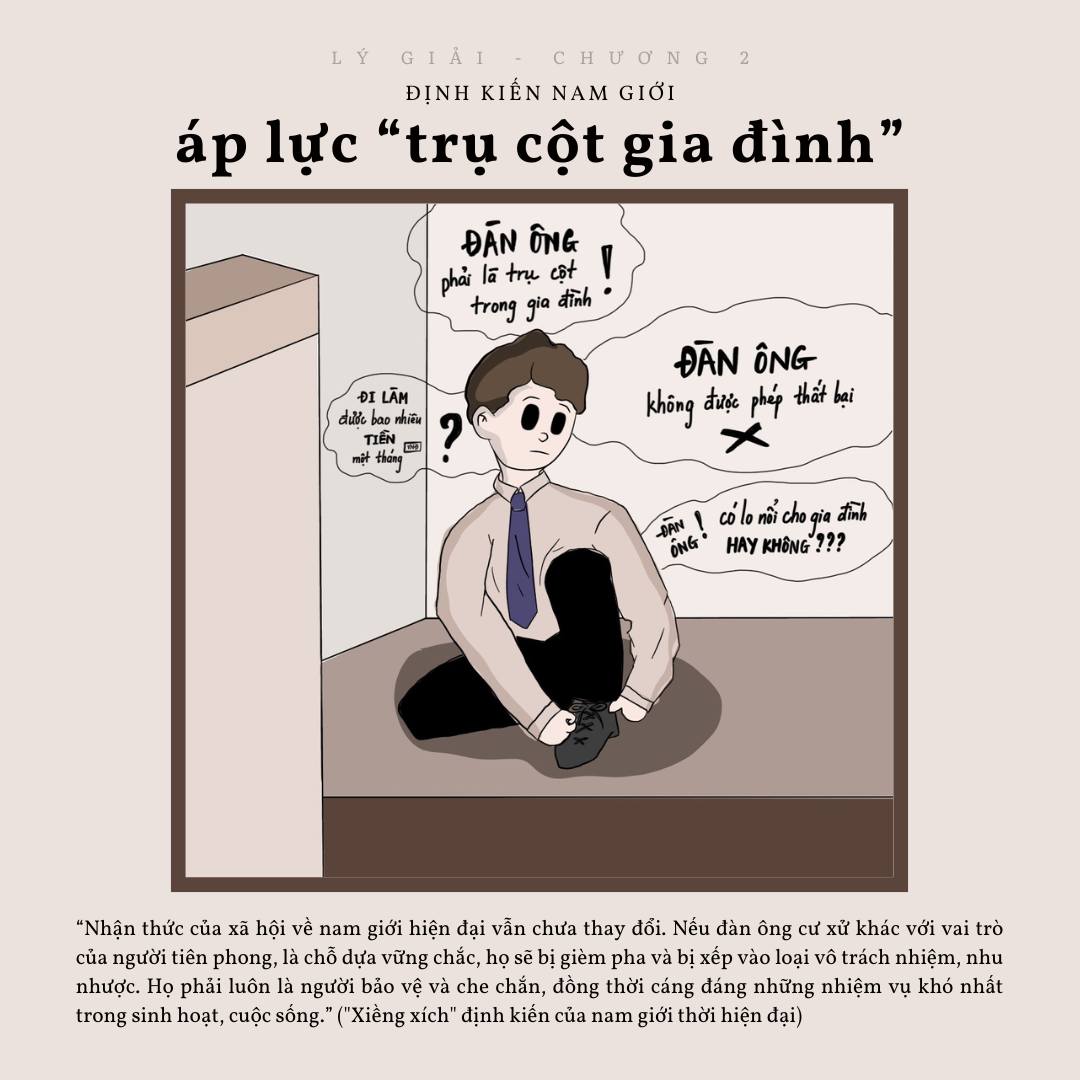 LÝ GIẢI - CHƯƠNG 2
ĐỊNH KIẾN NAM GIỚI
áp lực “trụ cột gia đình”
ĐÀN ÔNG
phải là trụ cột
trong gia đình
!
ĐÀN ÔNG
không được phép thất bại
ĐI LÀM
được bao nhiêu
TIỀN
một tháng
?
ĐÀN
ÔNG!
có lo nổi cho gia đình
HAY KHÔNG ???
“Nhận thức của xã hội về nam giới hiện đại vẫn chưa thay đổi. Nếu đàn ông cư xử khác với vai trò
của người tiên phong, là chỗ dựa vững chắc, họ sẽ bị gièm pha và bị xếp vào loại vô trách nhiệm, nhu
nhược. Họ phải luôn là người bảo vệ và che chắn, đồng thời cáng đáng những nhiệm vụ khó nhất
trong sinh hoạt, cuộc sống.” ("Xiềng xích" định kiến của nam giới thời hiện đại)